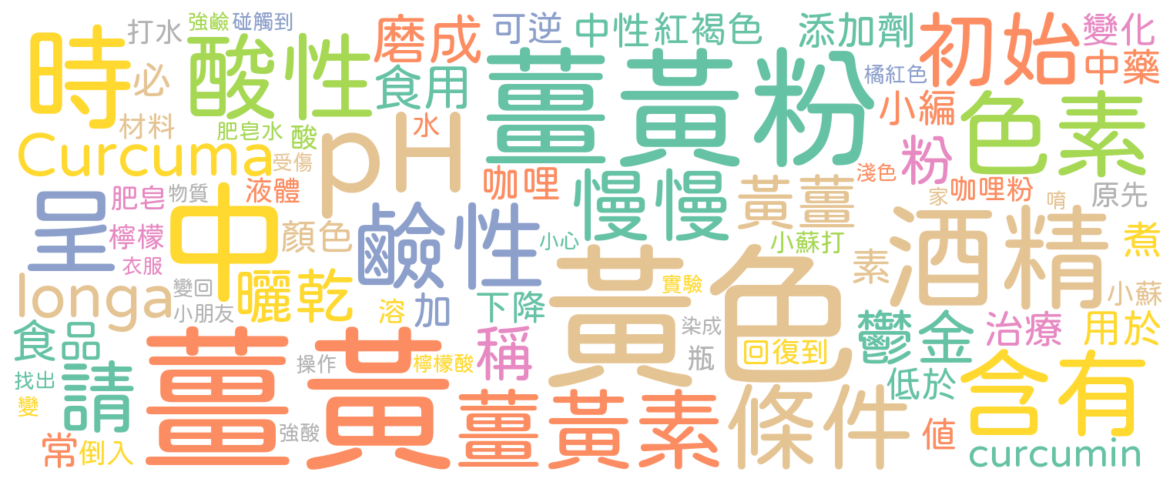 強鹼 碰觸到
打水
時
酸性
磨成
可逆
中性
紅褐色
添加劑
初始
變化
中藥
必
食用
薑黃粉
橘紅色
小編
色素
材料
肥皂水
酸
水
pH
Curcuma
受傷
咖哩
慢慢
黃薑
淺色
粉
咖哩粉
家
唷
原先
呈
肥皂
物質
液體
中
檸檬
顏色
鹼性
小心
小蘇打
素
酒精
煮
衣服
變回
longa
小朋友
曬乾
溶
加
下降
黃色
實驗
染成
瓶
回復到
鬱金
治療
小蘇
用於
食品
請
找出
變
薑黃
操作
檸檬酸
稱
低於
含有
常
倒入
強酸
薑黃素
條件
值
curcumin